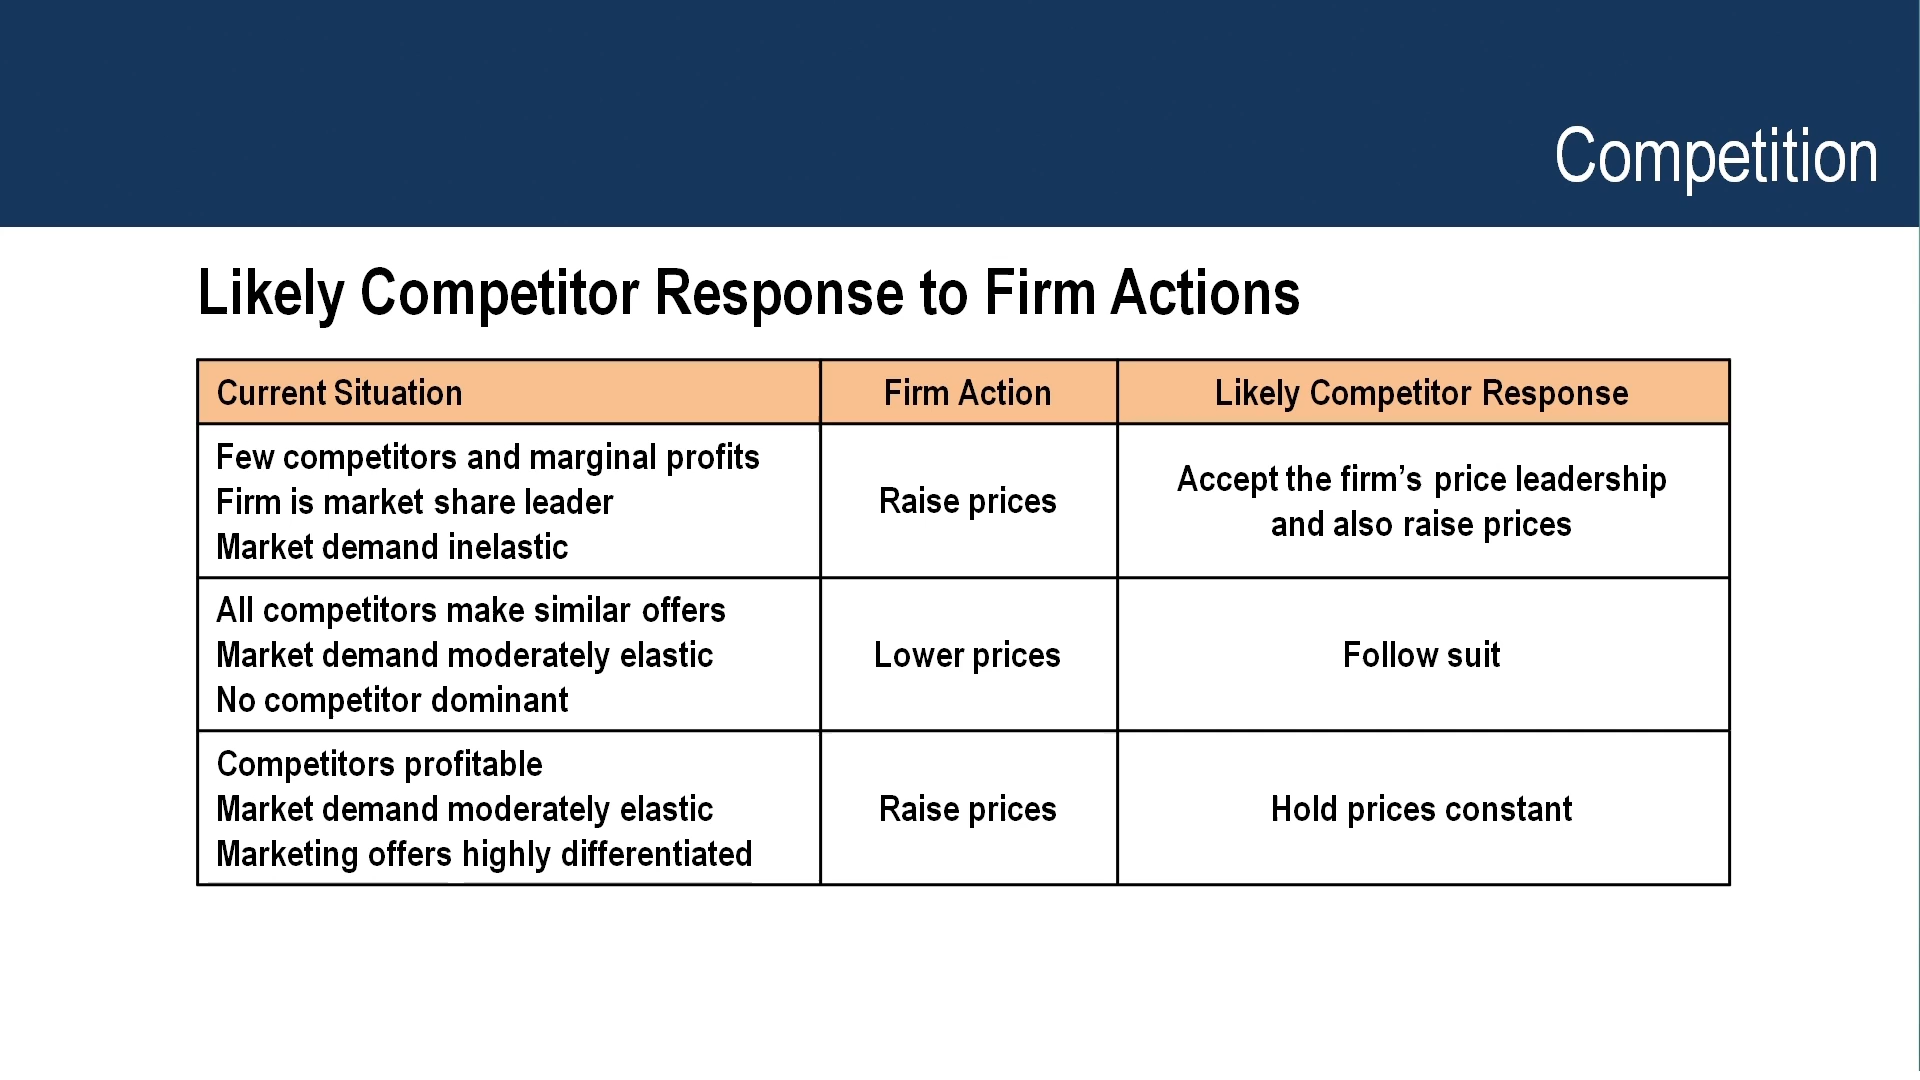 Competition
Likely Competitor Response to Firm Actions
Current Situation
Firm Action
Likely Competitor Response
Few competitors and marginal profits
Firm is market share leader
Market demand inelastic
Raise prices
Accept the firm’s price leadership
and also raise prices
All competitors make similar offers
Market demand moderately elastic
No competitor dominant
Lower prices
Follow suit
Competitors profitable
Market demand moderately elastic
Marketing offers highly differentiated
Raise prices
Hold prices constant